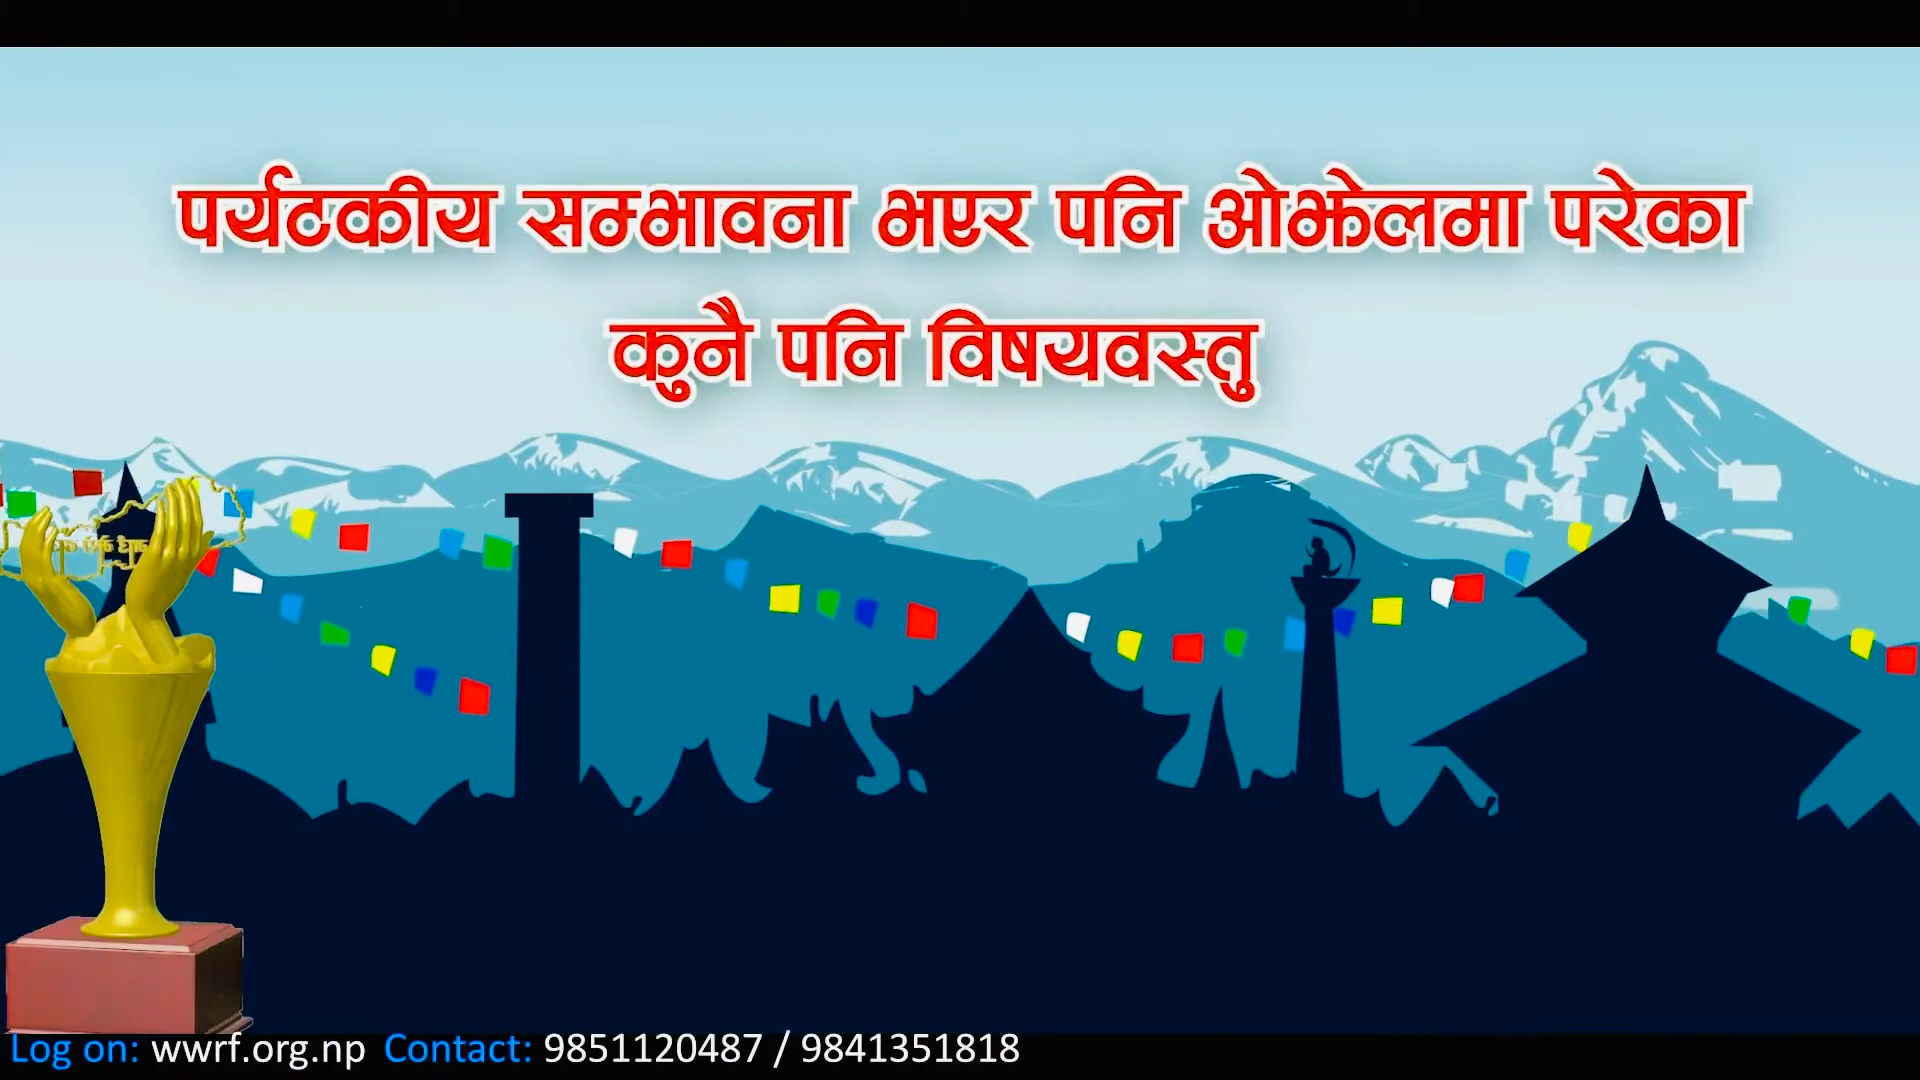 पर्यटकीय सम्भावना भएर पनि ओझेलमा परेका
कुनै पनि विषयवस्तु
Log on: wwrf.org.np Contact: 9851120487 / 9841351818